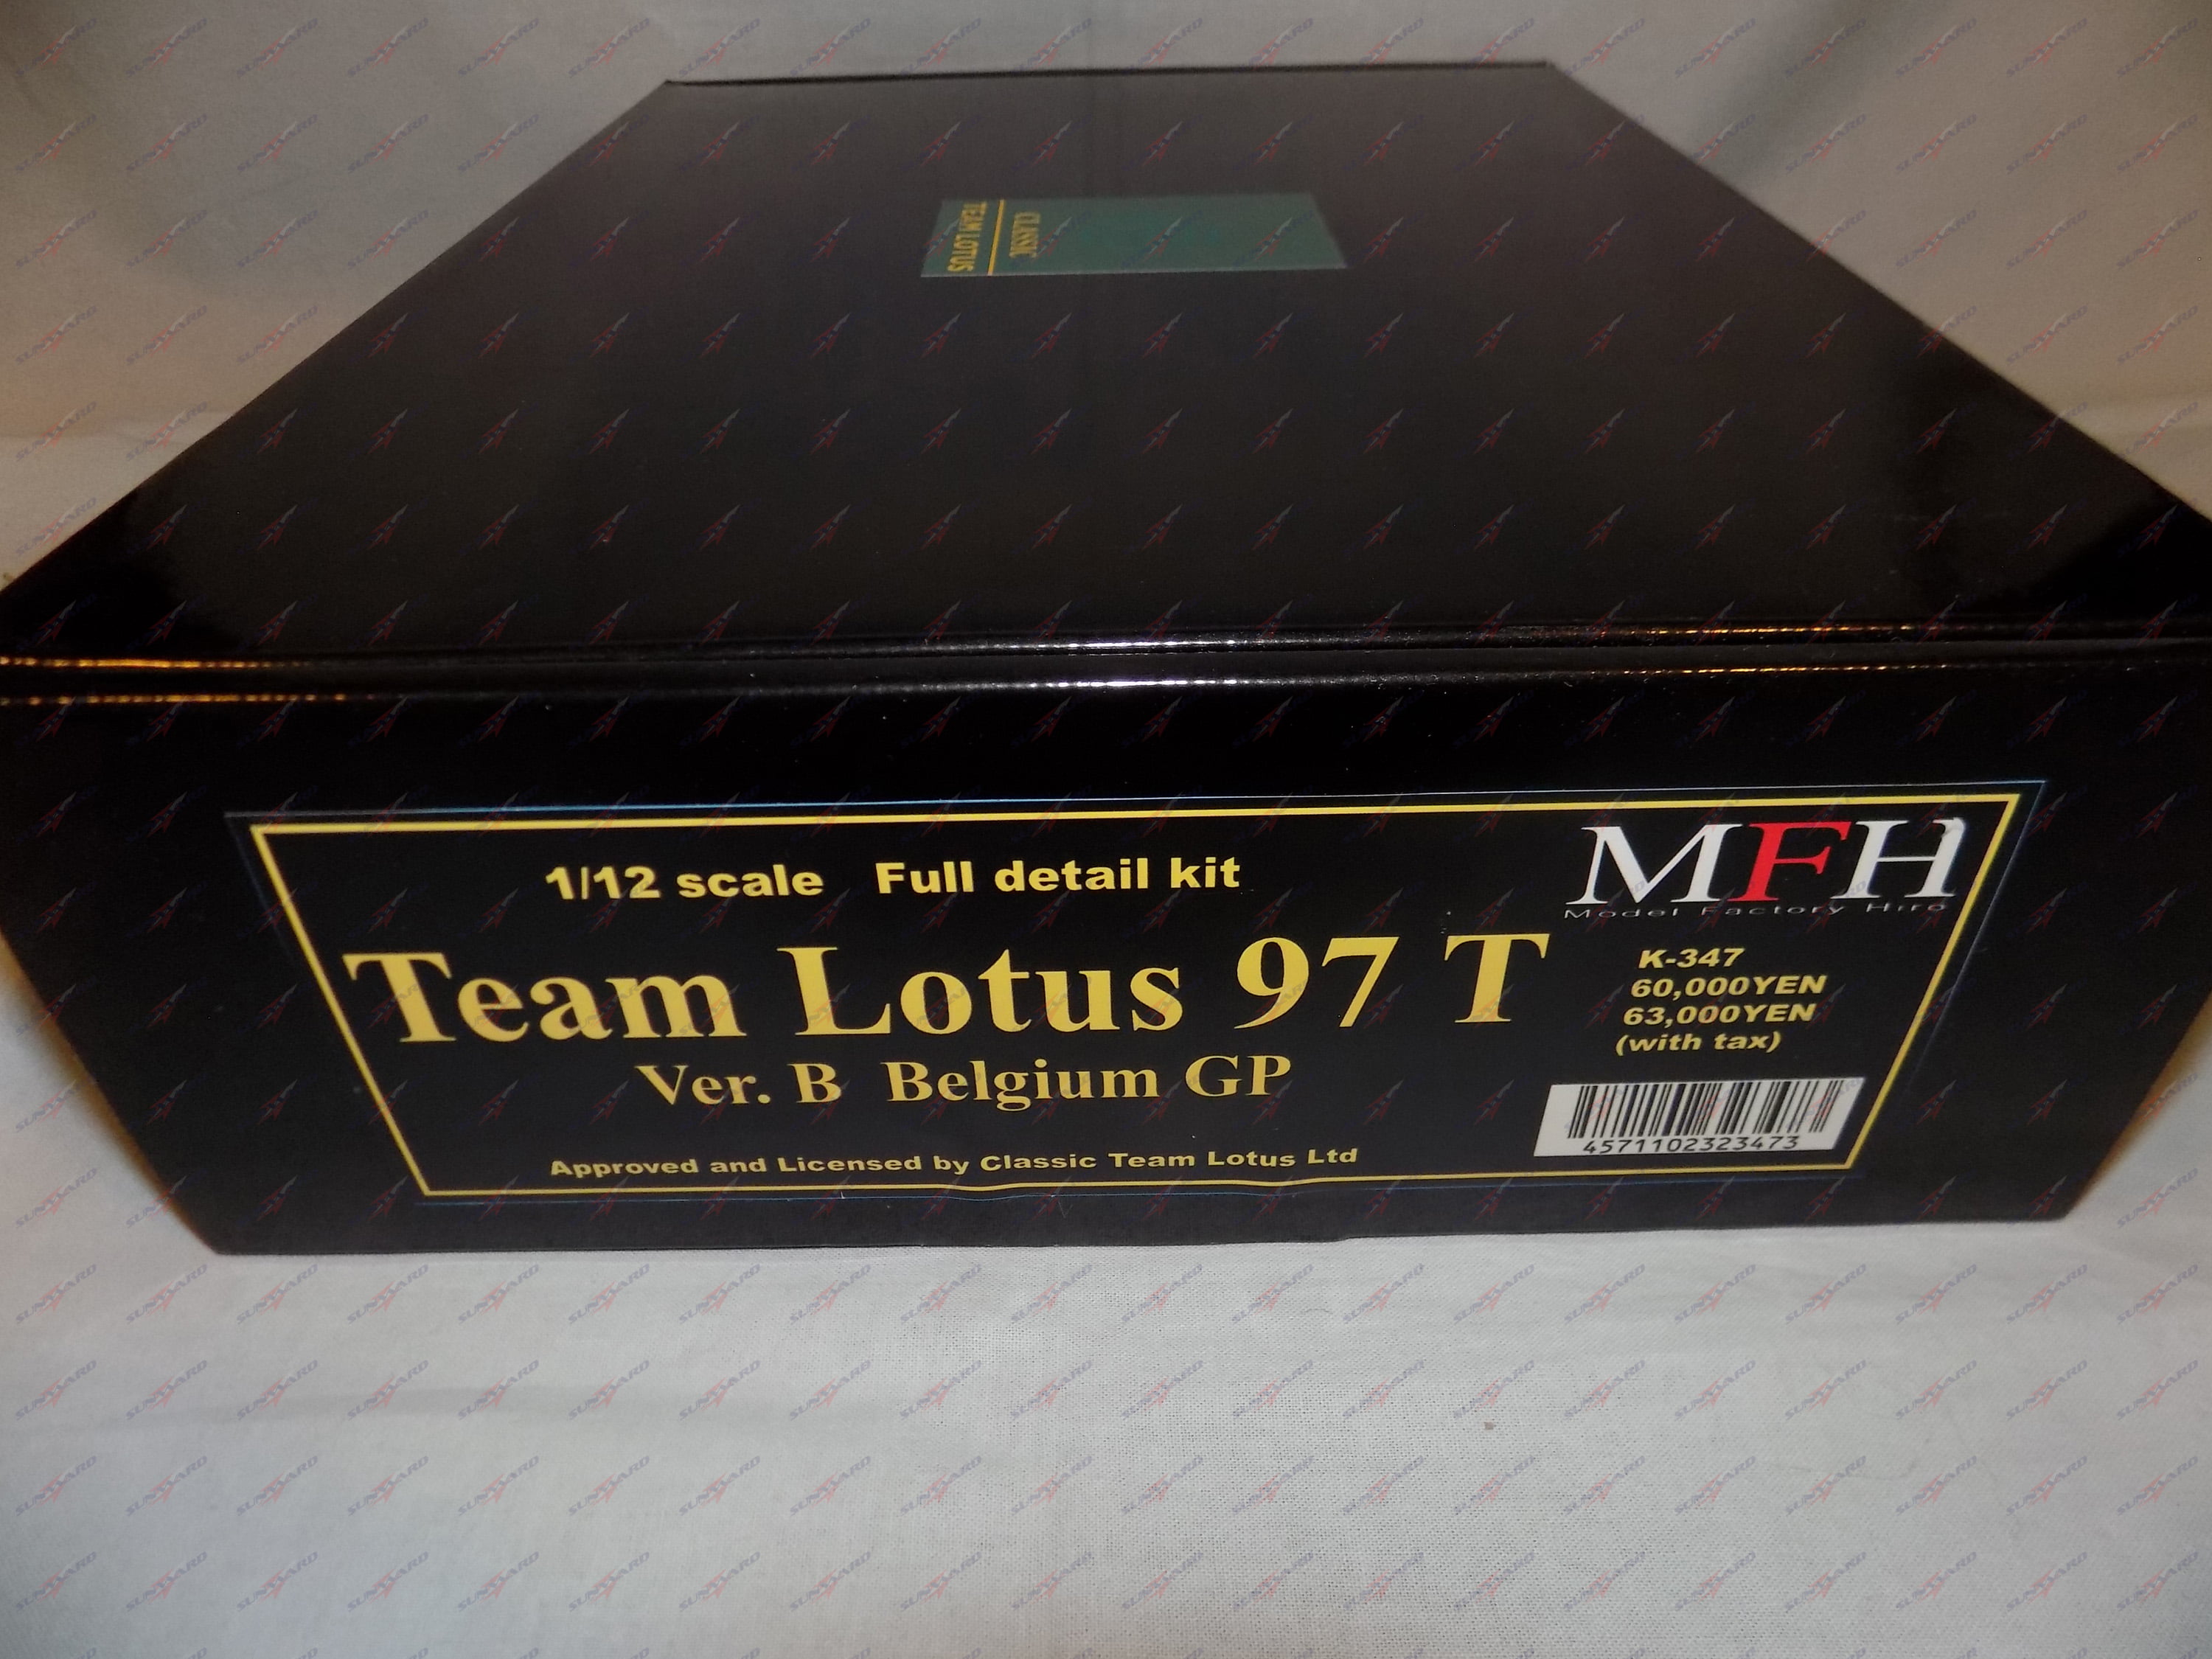 CLASSIC
TEAM LOTUS
1/12 scale Full detail kit
MFH
Model Factory Hiro
Team Lotus 97 T
K-347
60,000YEN
63,000YEN
(with tax)
Ver. B Belgium GP
4571102323473
Approved and Licensed by Classic Team Lotus Ltd
SUNSTARD